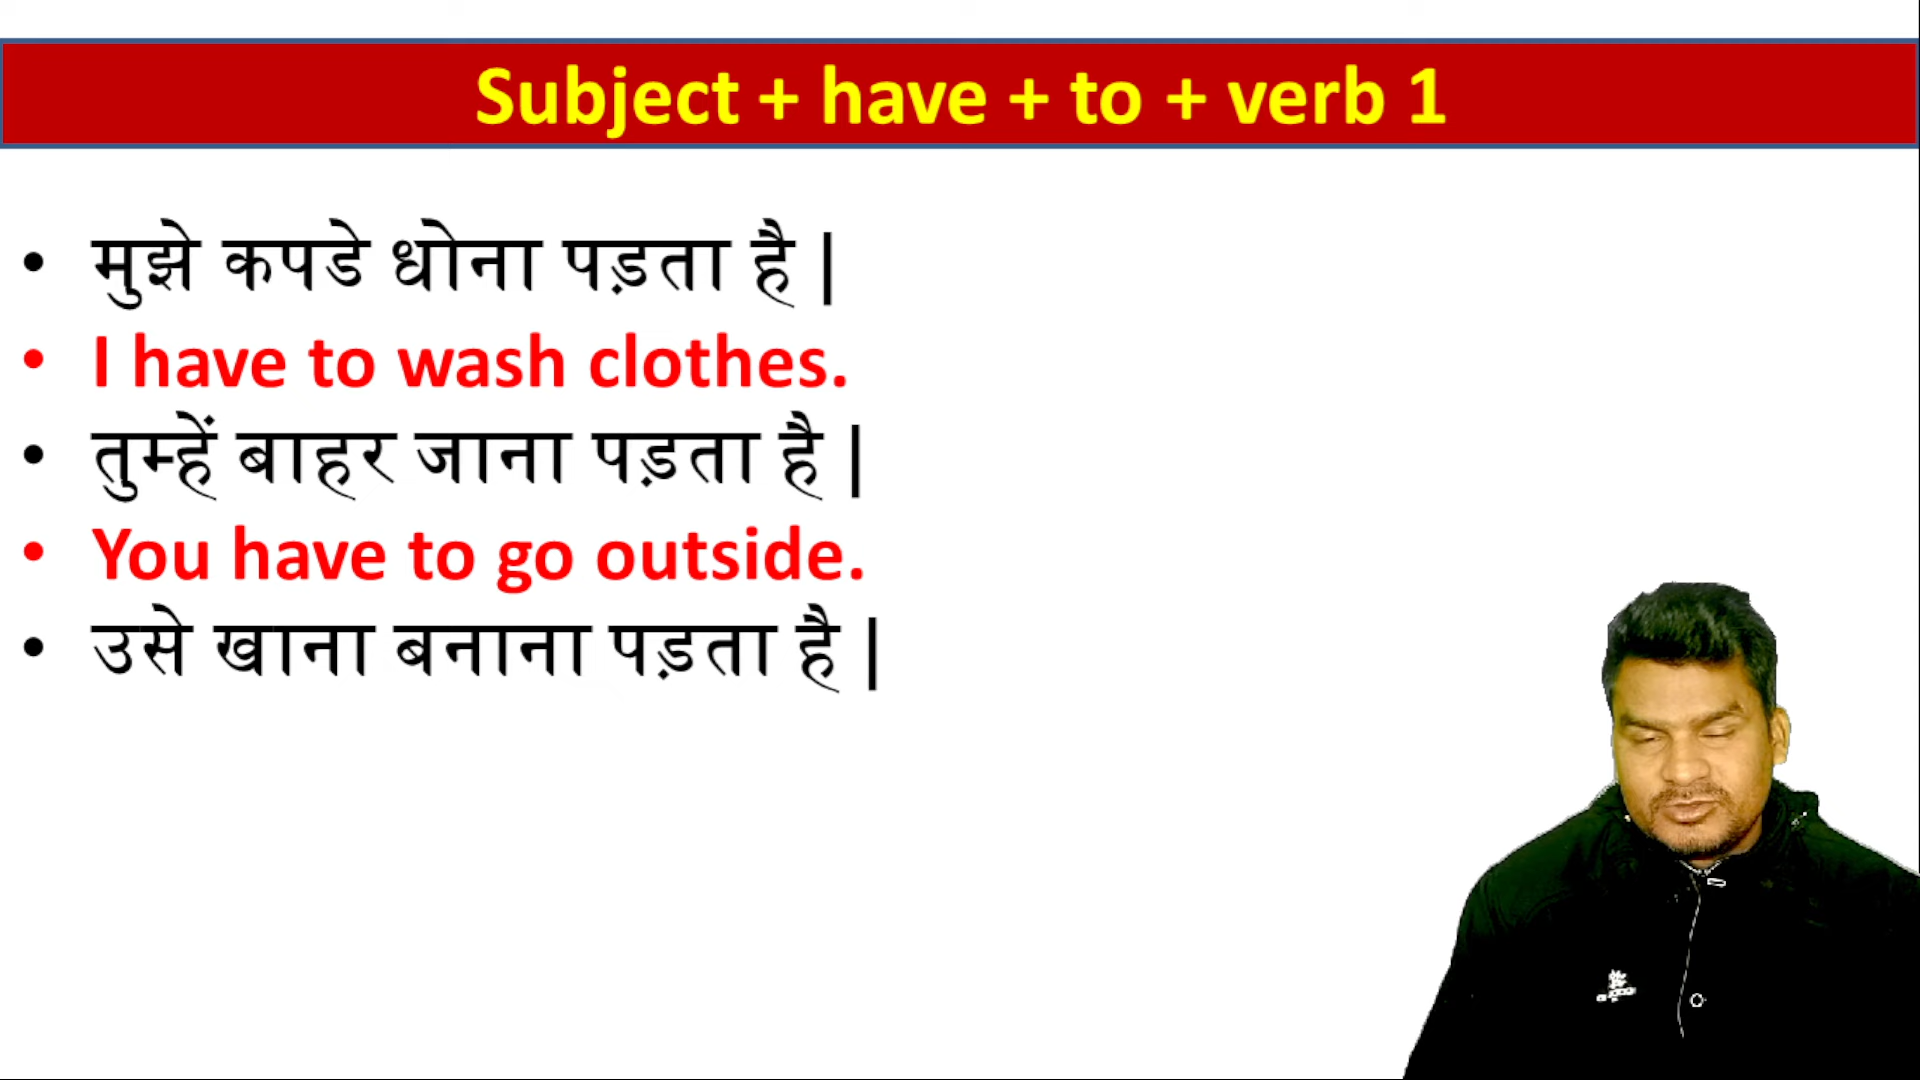 Subject + have + to + verb 1
• मुझे कपडे धोना पड़ता है |
• I have to wash clothes.
• तुम्हें बाहर जाना पड़ता है |
• You have to go outside.
• उसे खाना बनाना पड़ता है |